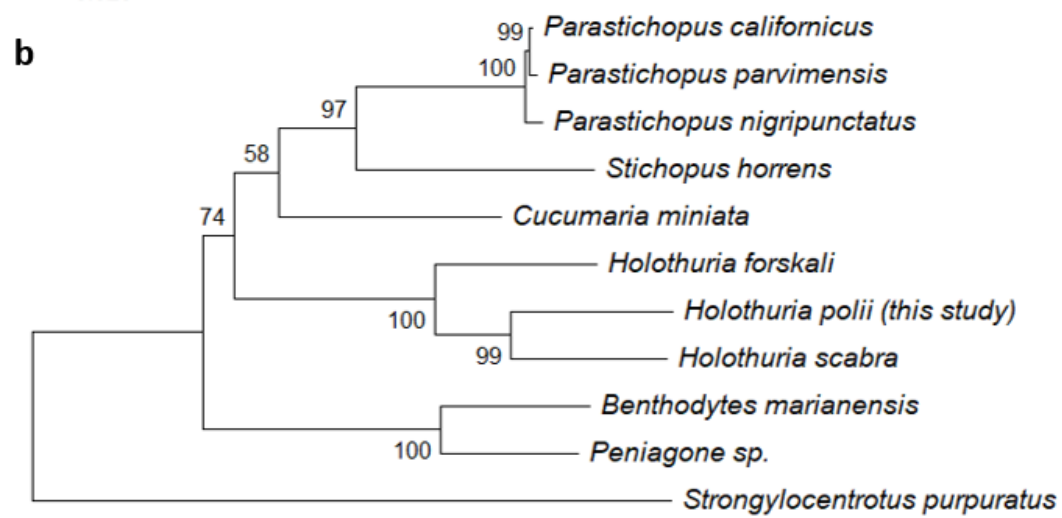 b
99
Parastichopus californicus
100
Parastichopus parvimensis
97
Parastichopus nigripunctatus
58
Stichopus horrens
74
Cucumaria miniata
Holothuria forskali
100
Holothuria polii (this study)
99
Holothuria scabra
Benthodytes marianensis
100
Peniagone sp.
Strongylocentrotus purpuratus